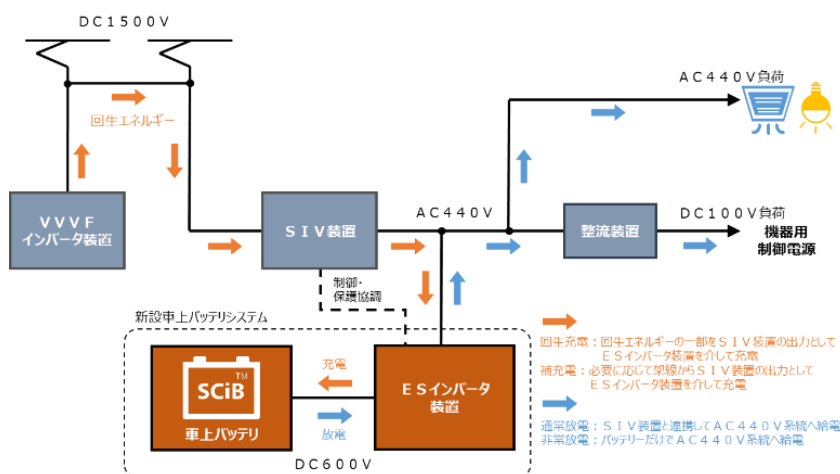 DC1500V
回生エネルギー
AC440V負荷
VVVF
インバータ装置
SIV装置
AC440V
整流装置
DC100V負荷
機器用
制御電源
制御・
保護協調
新設車上バッテリシステム
充電
SCiB
TM
車上バッテリ
放電
ESインバータ
装置
DC600V
回生充電:回生エネルギーの一部をSIV装置の出力として
ESインバータ装置を介して充電
補充電:必要に応じて架線からSIV装置の出力として
ESインバータ装置を介して充電
通常放電:SIV装置と連携してAC440V系統へ給電
非常放電:バッテリーだけでAC440V系統へ給電